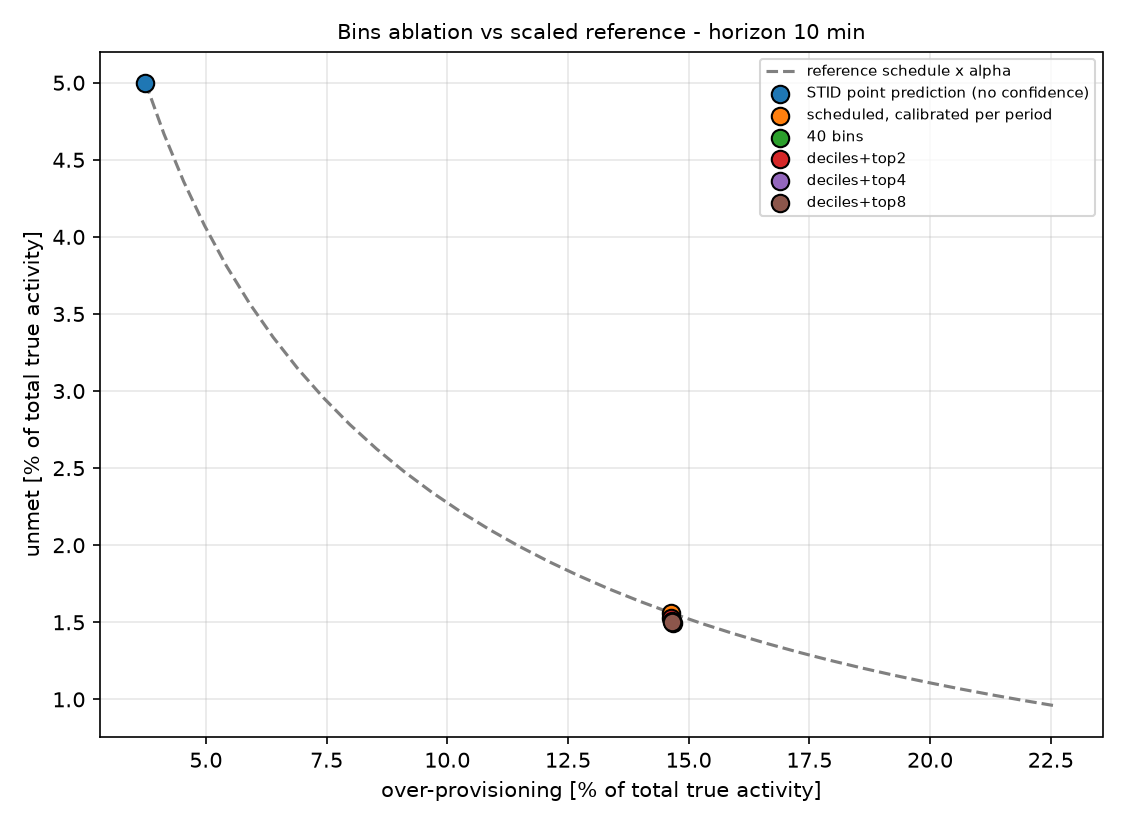 Bins ablation vs scaled reference - horizon 10 min
reference schedule x alpha
STID point prediction (no confidence)
scheduled, calibrated per period
40 bins
deciles+top2
deciles+top4
deciles+top8
unmet [% of total true activity]
5.0
4.5
4.0
3.5
3.0
2.5
2.0
1.5
1.0
5.0
7.5
10.0
12.5
15.0
17.5
20.0
22.5
over-provisioning [% of total true activity]